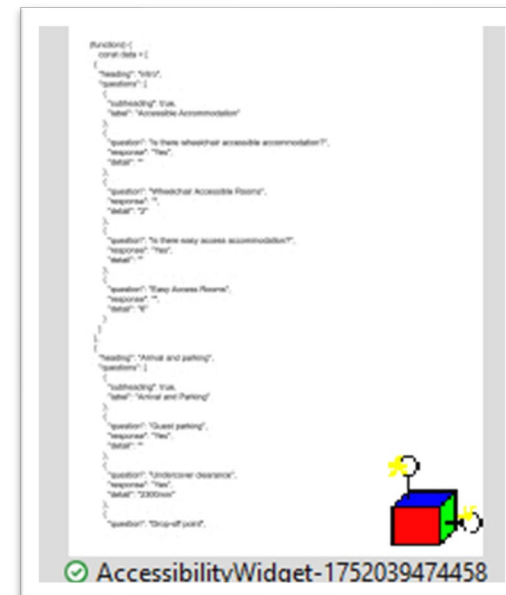 (function() {
const data = [
{
"heading": "Intro",
"questions": [
{
"subheading": true,
"label": "Accessible Accommodation"
},
{
"question": "Is there wheelchair accessible accommodation?",
"response": "Yes",
"detail": ""
},
{
"question": "Wheelchair Accessible Rooms",
"response": "",
"detail": "2"
},
{
"question": "Is there easy access accommodation?",
"response": "Yes",
"detail": ""
},
{
"question": "Easy Access Rooms",
"response": "",
"detail": "6"
}
]
},
{
"heading": "Arrival and parking",
"questions": [
{
"subheading": true,
"label": "Arrival and Parking"
},
{
"question": "Guest parking",
"response": "Yes",
"detail": ""
},
{
"question": "Undercover clearance",
"response": "Yes",
"detail": "2300mm"
},
{
"question": "Drop-off point",
AccessibilityWidget-1752039474458